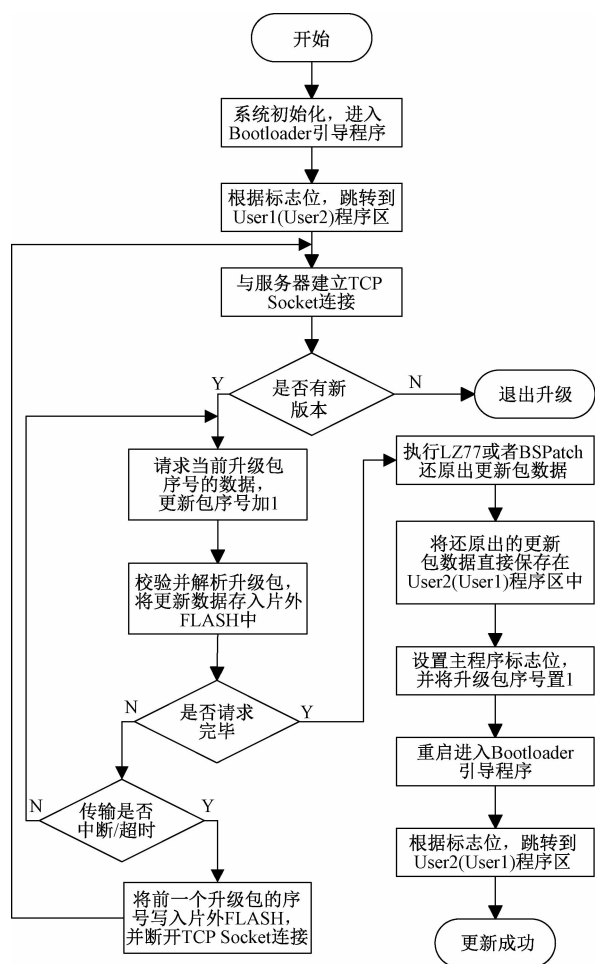 开始
系统初始化，进入
Bootloader引导程序
根据标志位，跳转到
User1(User2)程序区
与服务器建立TCP
Socket连接
是否有新
版本
Y
N
退出升级
请求当前升级包
序号的数据，
更新包序号加1
校验并解析升级包，
将更新数据存入片外
FLASH中
是否请求
完毕
N
Y
传输是否
中断/超时
N
Y
将前一个升级包的序
号写入片外FLASH，
并断开TCP Socket连接
执行LZ77或者BSPatch
还原出更新包数据
将还原出的更新
包数据直接保存在
User2(User1)程序区中
设置主程序标志位，
并将升级包序号置1
重启进入Bootloader
引导程序
根据标志位，跳转到
User2(User1)程序区
更新成功